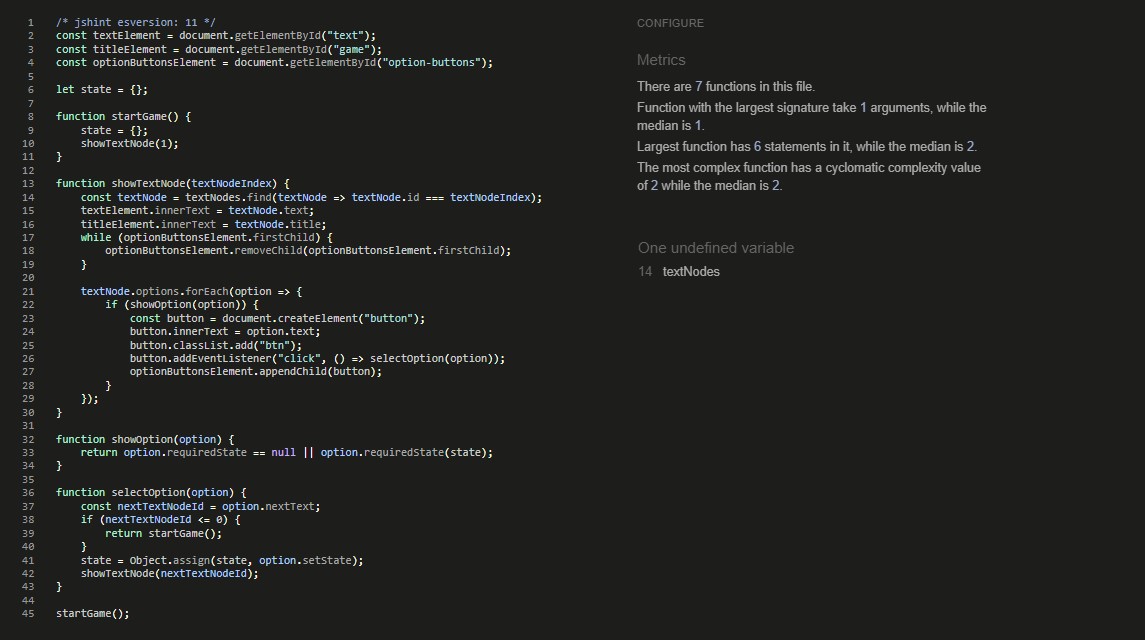 1 /* jshint esversion: 11 */
2 const textElement = document.getElementById("text");
3 const titleElement = document.getElementById("game");
4 const optionButtonsElement = document.getElementById("option-buttons");
5
6 let state = {};
7
8 function startGame() {
9     state = {};
10     showTextNode(1);
11 }
12
13 function showTextNode(textNodeIndex) {
14     const textNode = textNodes.find(textNode => textNode.id === textNodeIndex);
15     textElement.innerText = textNode.text;
16     titleElement.innerText = textNode.title;
17     while (optionButtonsElement.firstChild) {
18         optionButtonsElement.removeChild(optionButtonsElement.firstChild);
19     }
20
21     textNode.options.forEach(option => {
22         if (showOption(option)) {
23             const button = document.createElement("button");
24             button.innerText = option.text;
25             button.classList.add("btn");
26             button.addEventListener("click", () => selectOption(option));
27             optionButtonsElement.appendChild(button);
28         }
29     });
30 }
31
32 function showOption(option) {
33     return option.requiredState == null || option.requiredState(state);
34 }
35
36 function selectOption(option) {
37     const nextTextNodeId = option.nextText;
38     if (nextTextNodeId <= 0) {
39         return startGame();
40     }
41     state = Object.assign(state, option.setState);
42     showTextNode(nextTextNodeId);
43 }
44
45 startGame();
CONFIGURE
Metrics
There are 7 functions in this file.
Function with the largest signature take 1 arguments, while the
median is 1.
Largest function has 6 statements in it, while the median is 2.
The most complex function has a cyclomatic complexity value
of 2 while the median is 2.
One undefined variable
14 textNodes